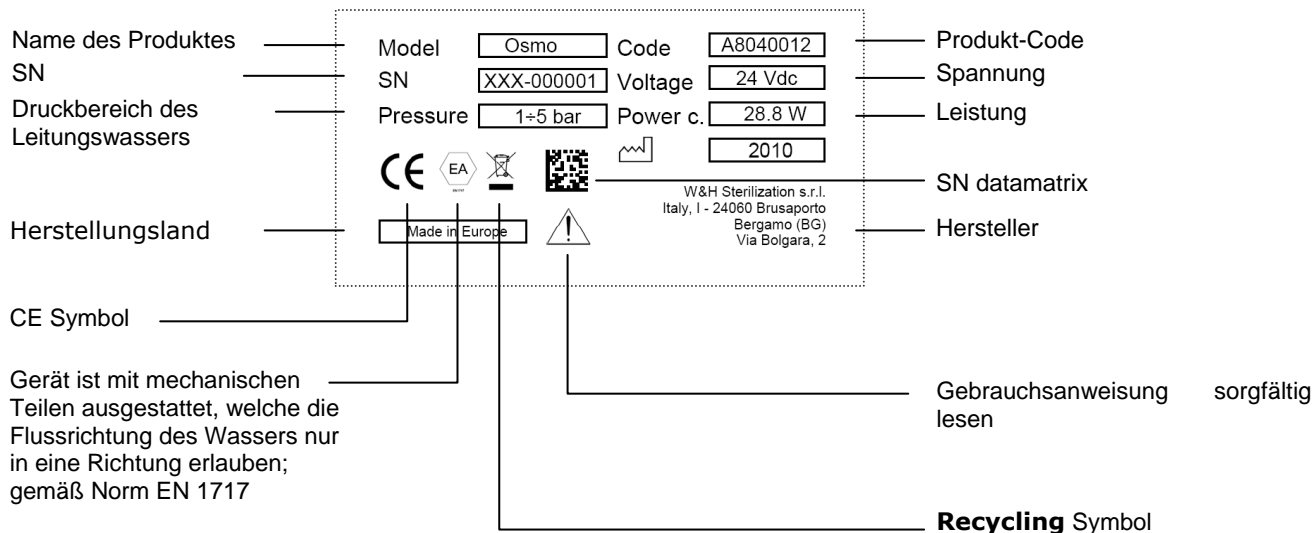 Name des Produktes
SN
Druckbereich des
Leitungswassers
Herstellungsland
CE Symbol
Gerät ist mit mechanischen
Teilen ausgestattet, welche die
Flussrichtung des Wassers nur
in eine Richtung erlauben;
gemäß Norm EN 1717
Model Osmo Code A8040012
SN XXX-000001 Voltage 24 Vdc
Pressure 1÷5 bar Power c. 28.8 W
2010
CE EA
W&H Sterilization s.r.l.
Italy, I - 24060 Brusaporto
Bergamo (BG)
Via Bolgara, 2
Made in Europe
Produkt-Code
Spannung
Leistung
SN datamatrix
Hersteller
Gebrauchsanweisung sorgfältig
lesen
Recycling Symbol